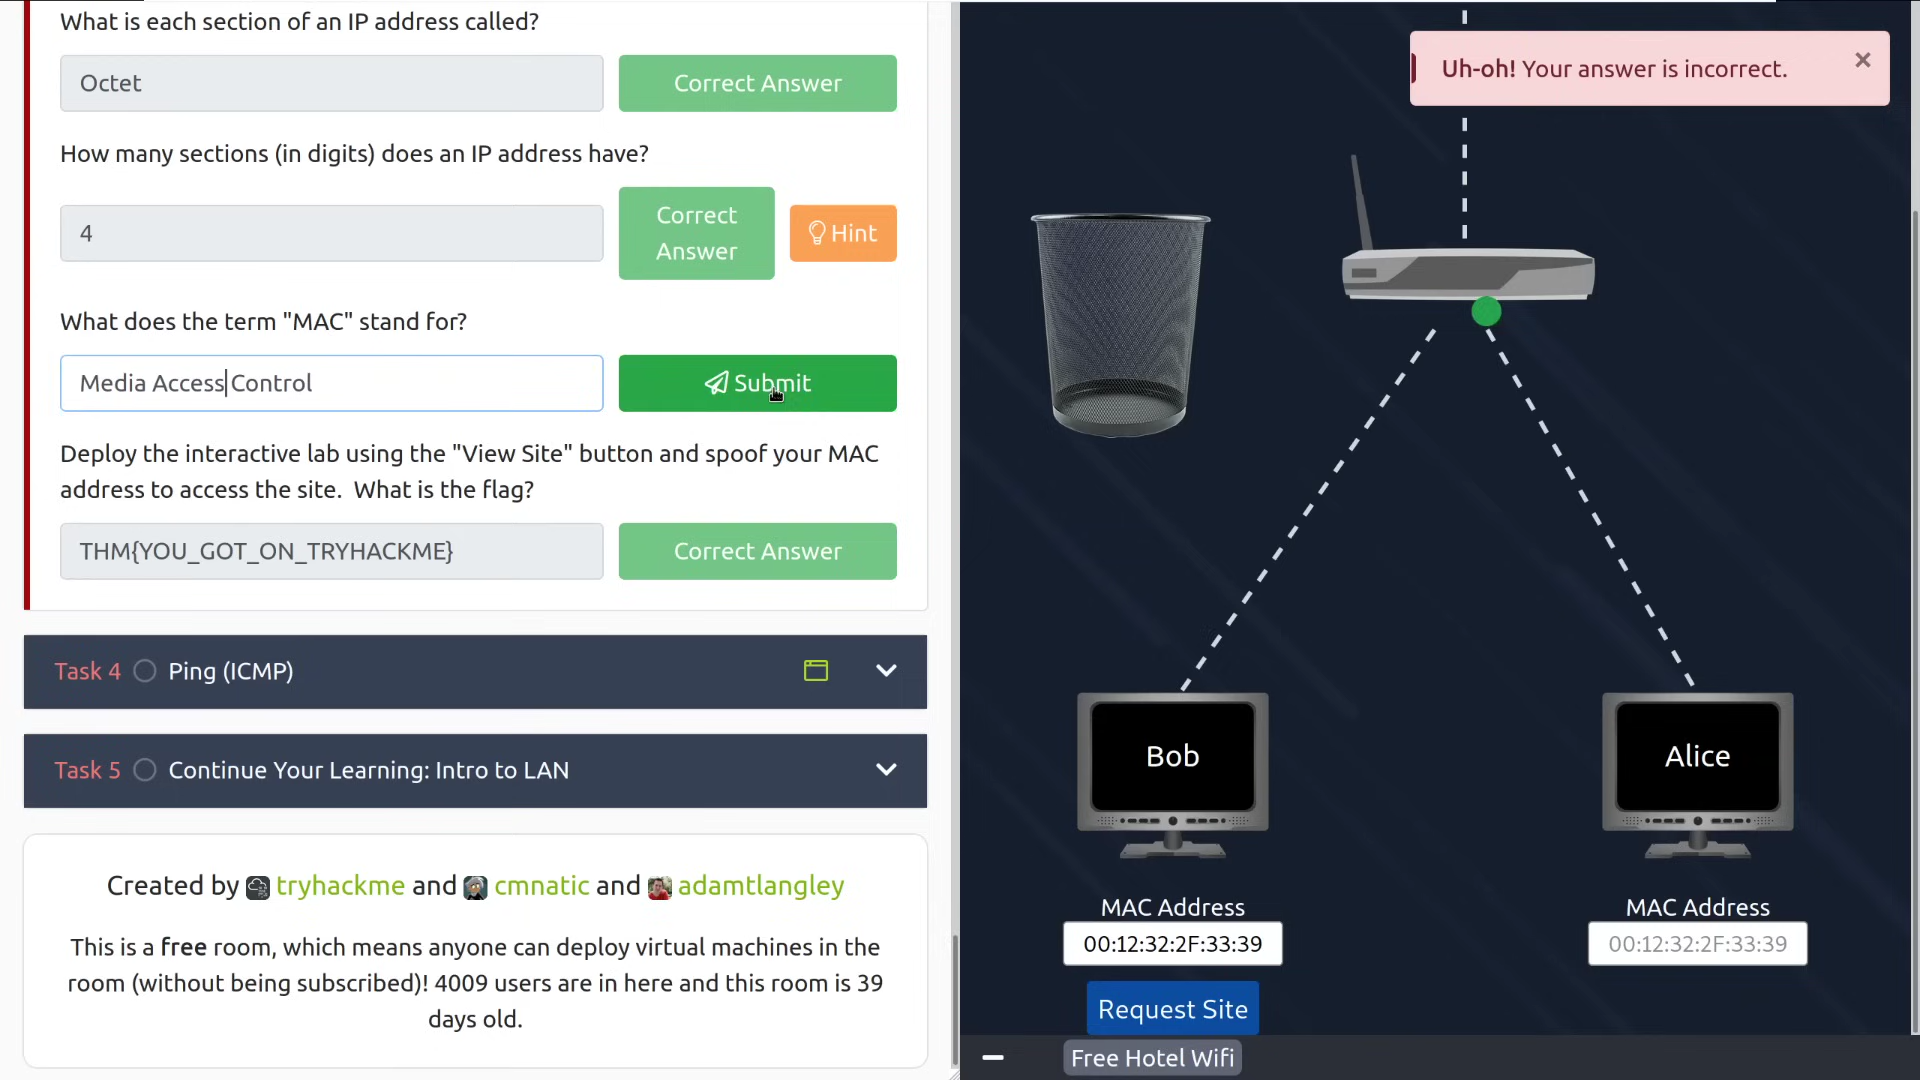 What is each section of an IP address called?
Octet
Correct Answer
How many sections (in digits) does an IP address have?
4
Correct
Answer
Hint
What does the term "MAC" stand for?
Media Access Control
Submit
Deploy the interactive lab using the "View Site" button and spoof your MAC
address to access the site.  What is the flag?
THM{YOU_GOT_ON_TRYHACKME}
Correct Answer
Task 4
Ping (ICMP)
Task 5
Continue Your Learning: Intro to LAN
Created by tryhackme and cmnatic and adamtlangley
This is a free room, which means anyone can deploy virtual machines in the
room (without being subscribed)! 4009 users are in here and this room is 39
days old.
Uh-oh! Your answer is incorrect.
×
Bob
Alice
MAC Address
00:12:32:2F:33:39
MAC Address
00:12:32:2F:33:39
Request Site
Free Hotel Wifi